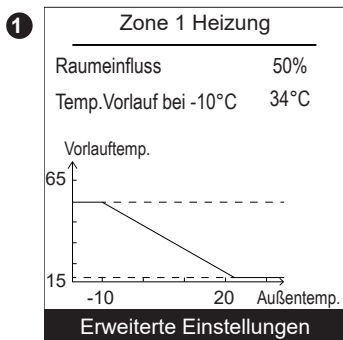 1
Zone 1 Heizung
Raumeinfluss 50%
Temp.Vorlauf bei -10°C 34°C
Vorlauftemp.
65
15
-10 20 Außentemp.
Erweiterte Einstellungen